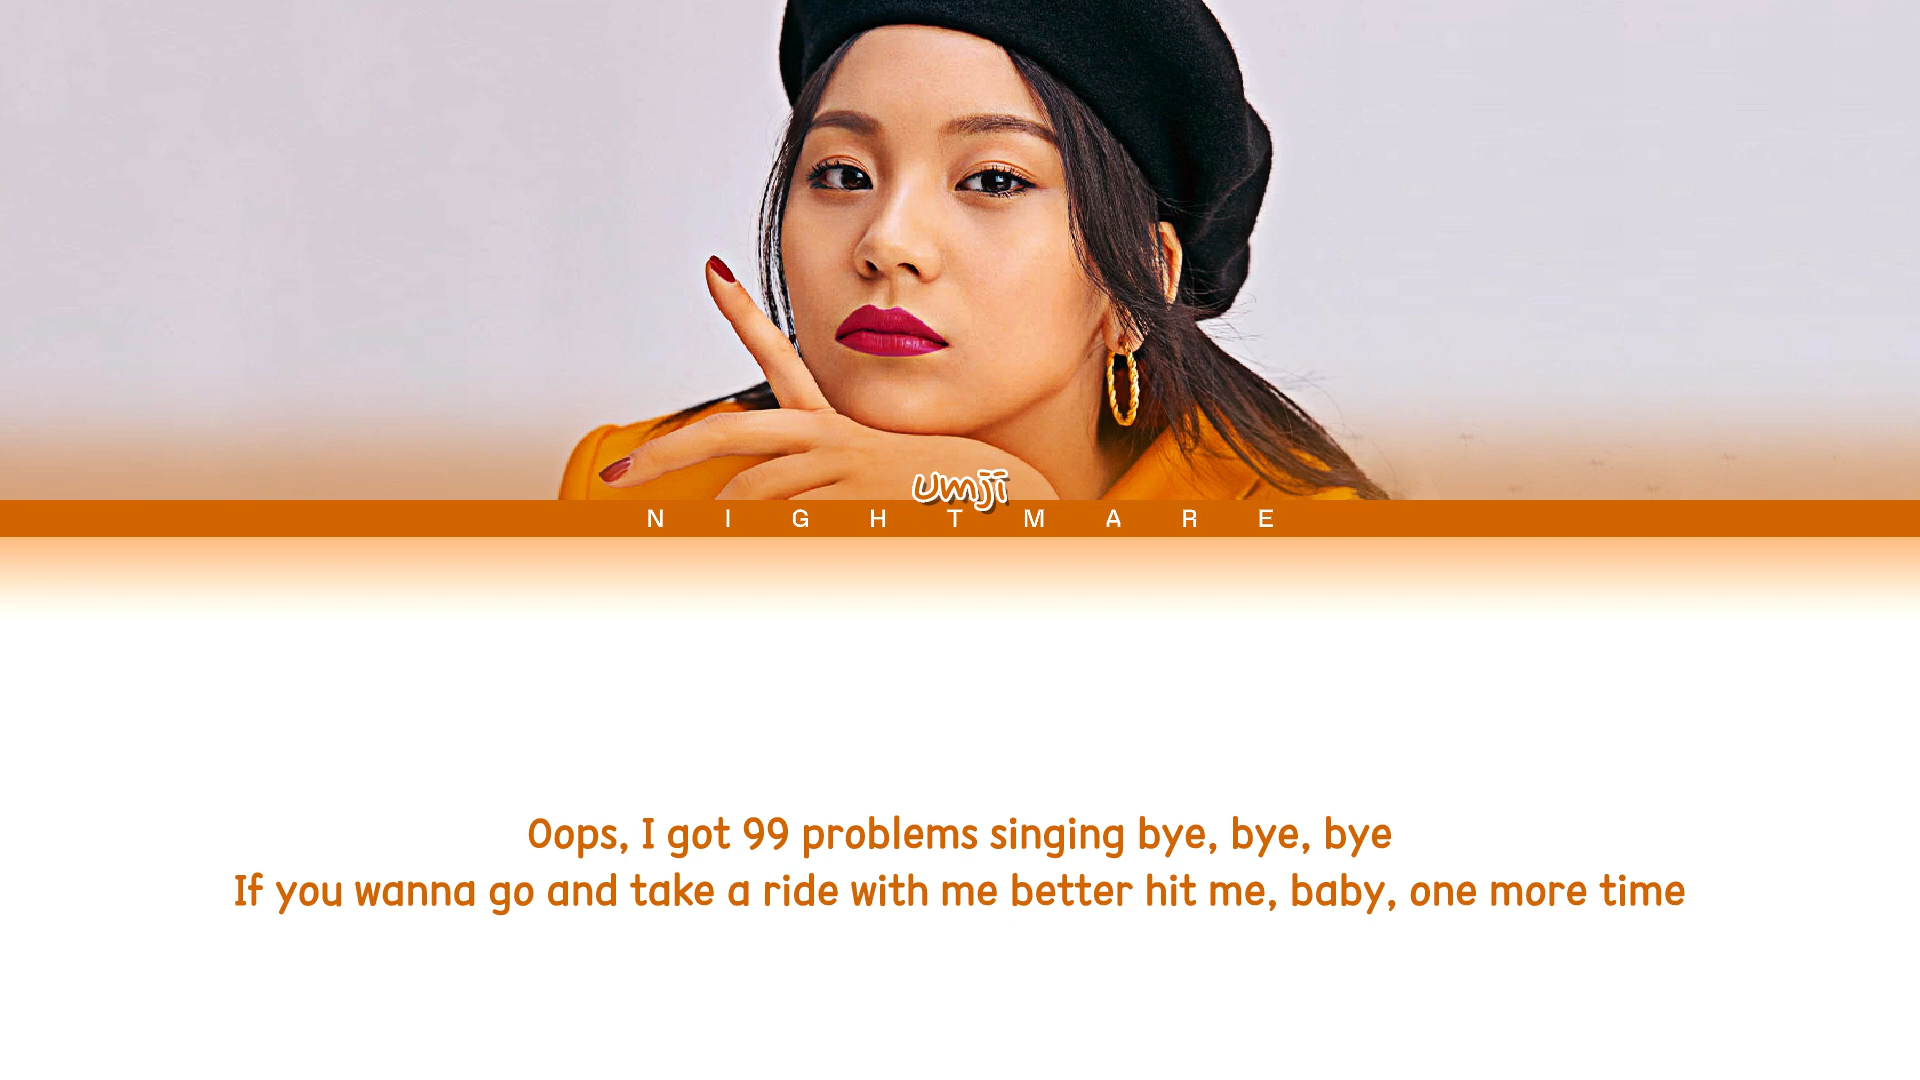 Umji
NIGHTMARE
Oops, I got 99 problems singing bye, bye, bye
If you wanna go and take a ride with me better hit me, baby, one more time